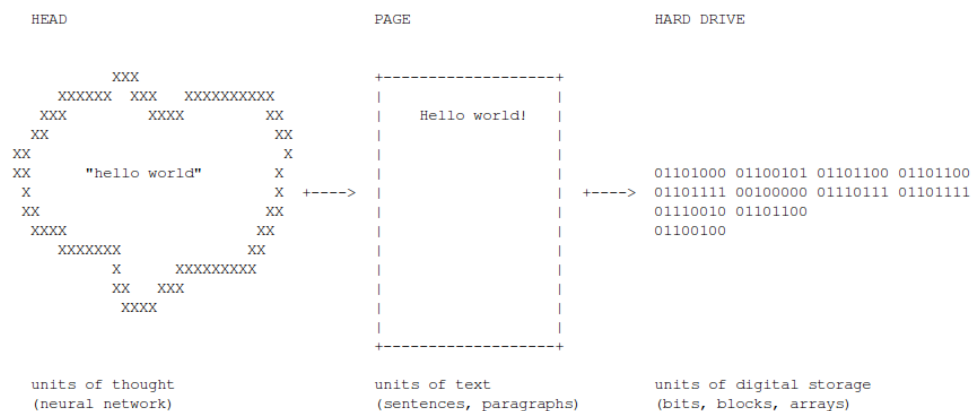 HEAD PAGE HARD DRIVE
"hello world"
Hello world!
01101000 01100101 01101100 01101100
01101111 00100000 01110111 01101111
01110010 01101100
01100100
units of thought
(neural network)
units of text
(sentences, paragraphs)
units of digital storage
(bits, blocks, arrays)